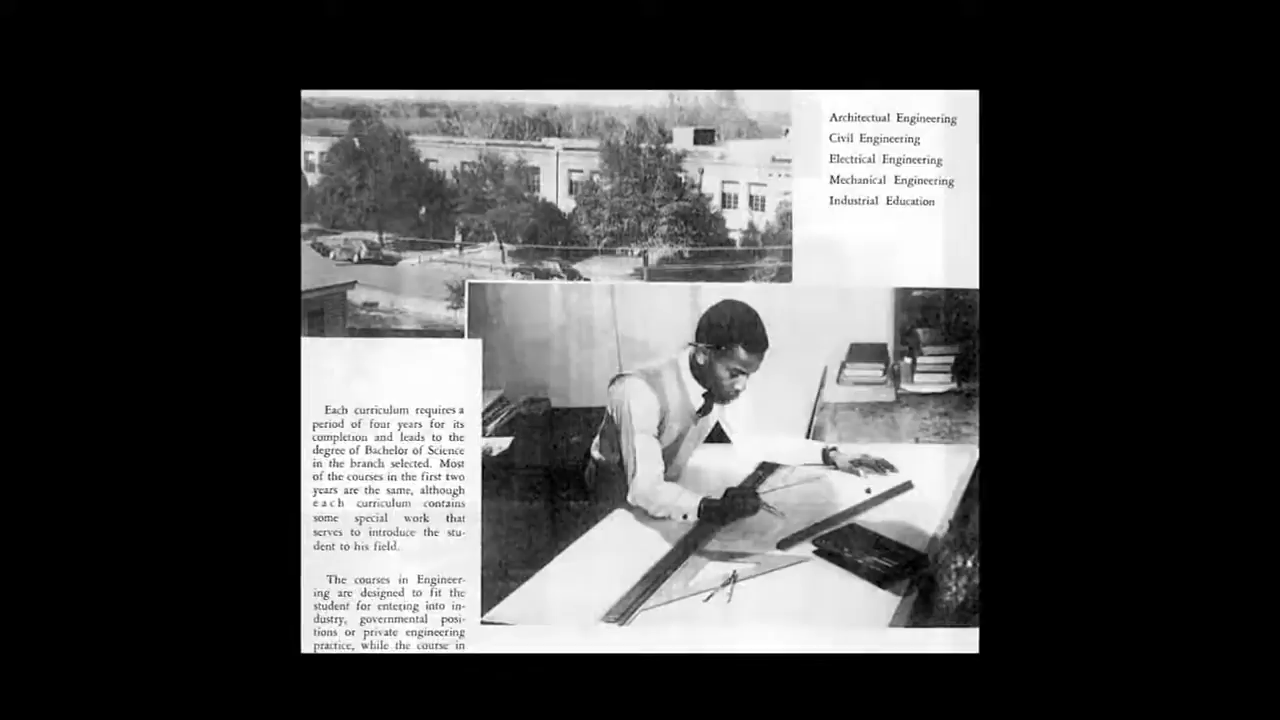 Architectual Engineering
Civil Engineering
Electrical Engineering
Mechanical Engineering
Industrial Education
Each curriculum requires a
period of four years for its
completion and leads to the
degree of Bachelor of Science
in the branch selected. Most
of the courses in the first two
years are the same, although
each curriculum contains
some special work that
serves to introduce the stu-
dent to his field.
The courses in Engineer-
ing are designed to fit the
student for entering into in-
dustry, governmental posi-
tions or private engineering
practice, while the course in